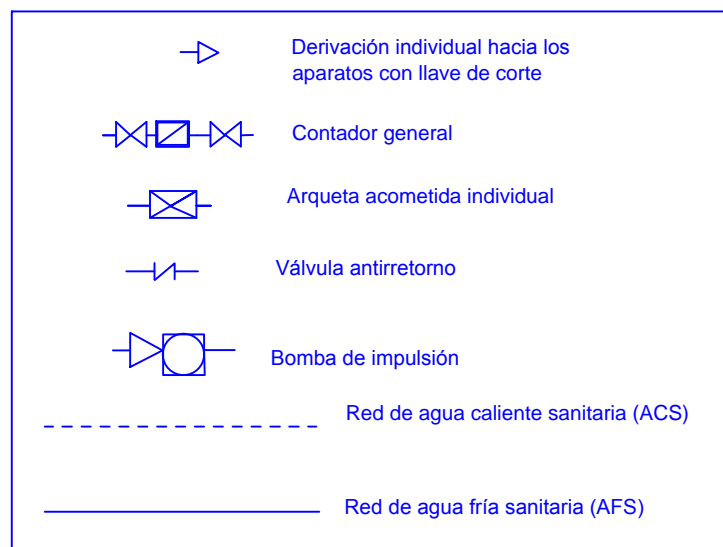 Derivación individual hacia los
aparatos con llave de corte
Contador general
Arqueta acometida individual
Válvula antirretorno
Bomba de impulsión
Red de agua caliente sanitaria (ACS)
Red de agua fría sanitaria (AFS)